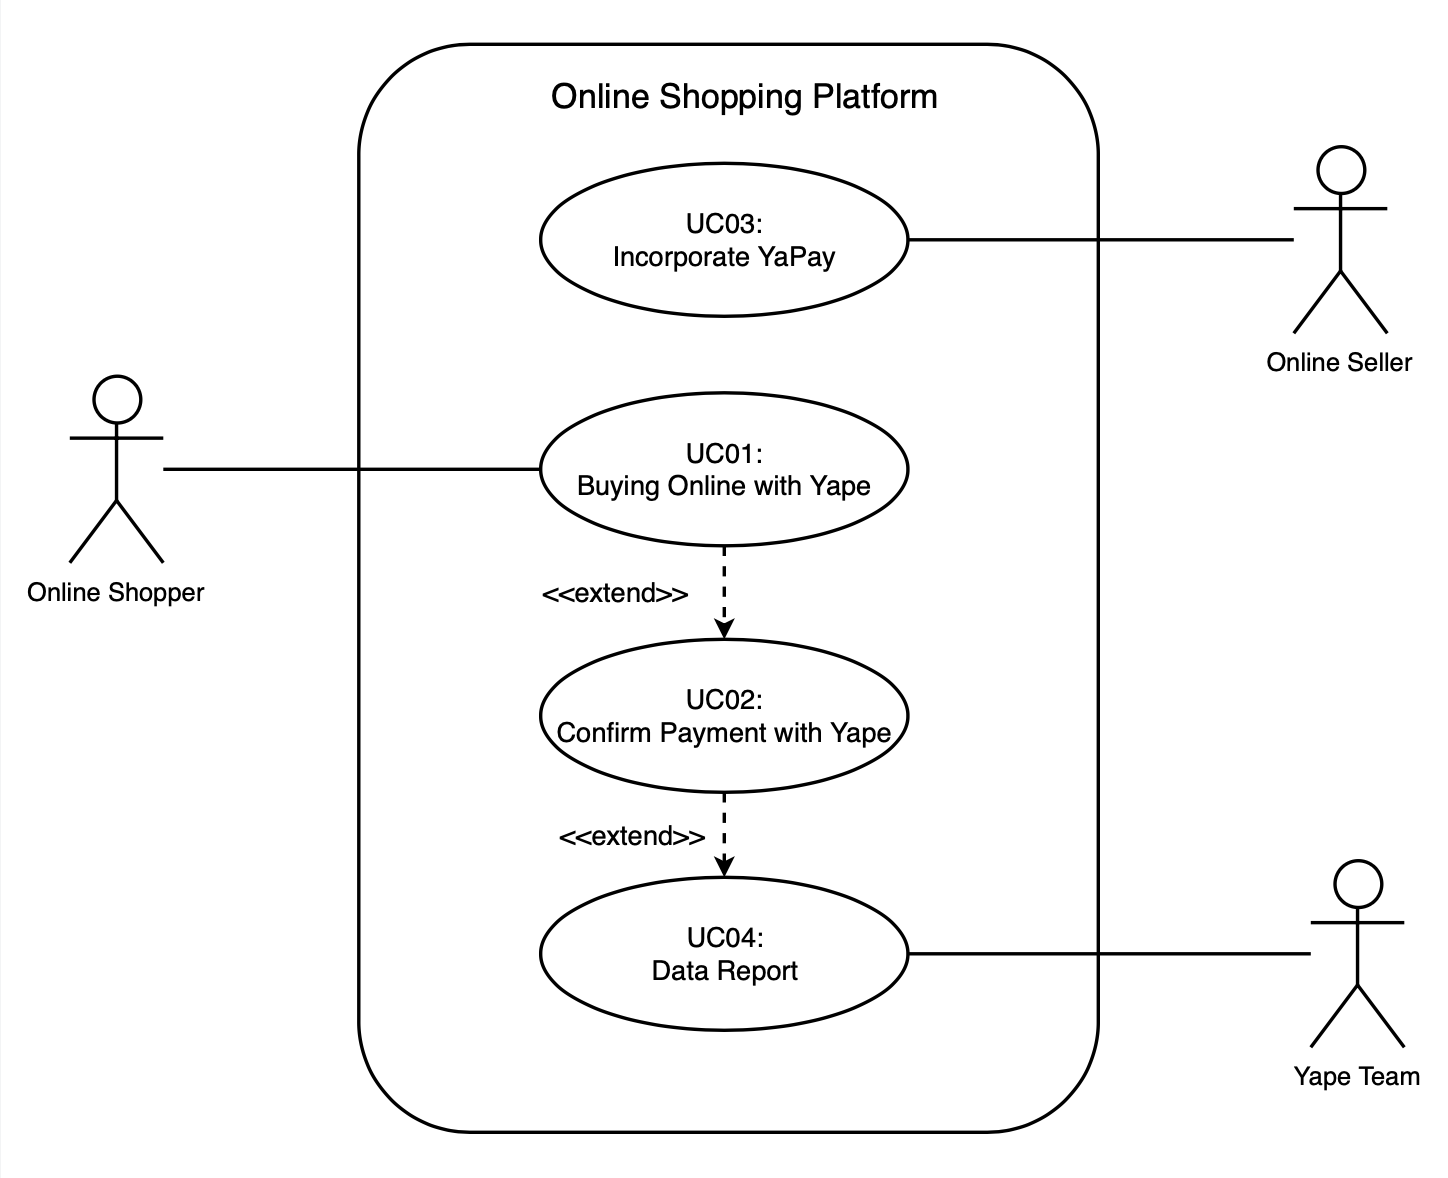 Online Shopping Platform
UC03:
Incorporate YaPay
Online Seller
UC01:
Buying Online with Yape
Online Shopper
<<extend>>
UC02:
Confirm Payment with Yape
<<extend>>
UC04:
Data Report
Yape Team